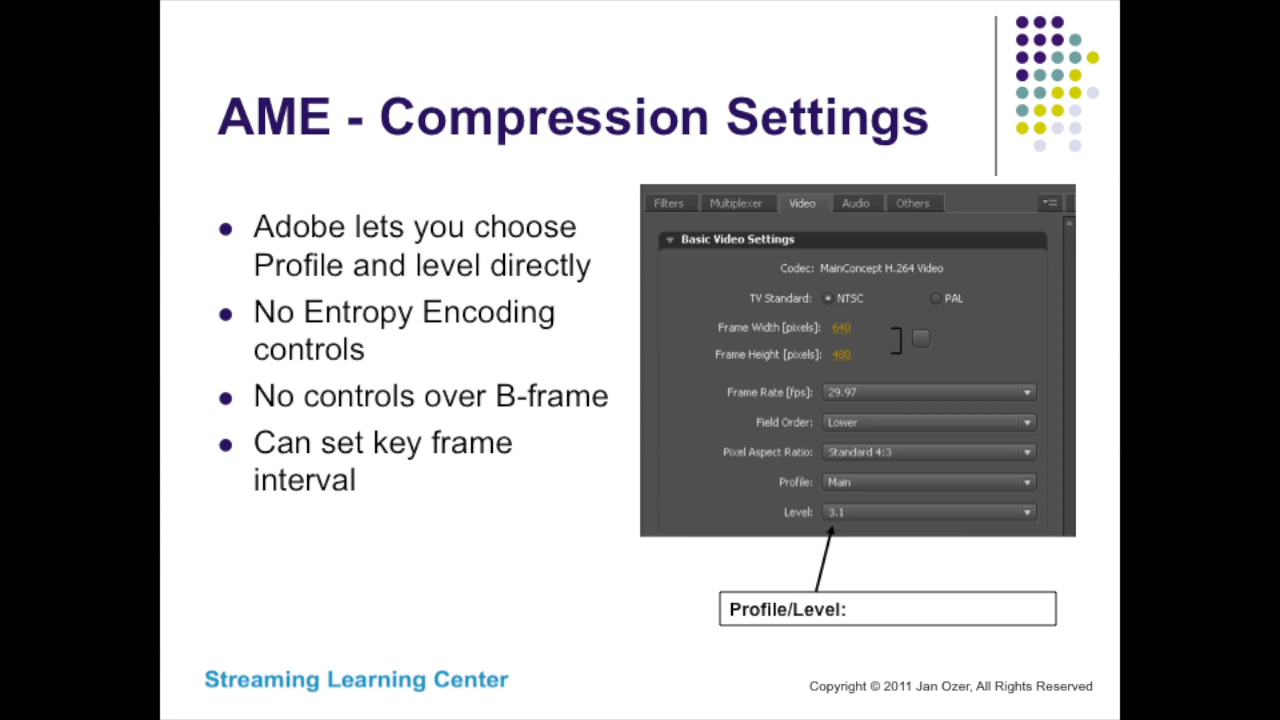 AME - Compression Settings
Adobe lets you choose
Profile and level directly
No Entropy Encoding
controls
No controls over B-frame
Can set key frame
interval
Filters Multiplexer Video Audio Others
Basic Video Settings
Codec: MainConcept H.264 Video
TV Standard: NTSC PAL
Frame Width [pixels]: 640
Frame Height [pixels]: 480
Frame Rate [fps]: 29.97
Field Order: Lower
Pixel Aspect Ratio: Standard 4:3
Profile: Main
Level: 3.1
Profile/Level:
Streaming Learning Center
Copyright © 2011 Jan Ozer, All Rights Reserved